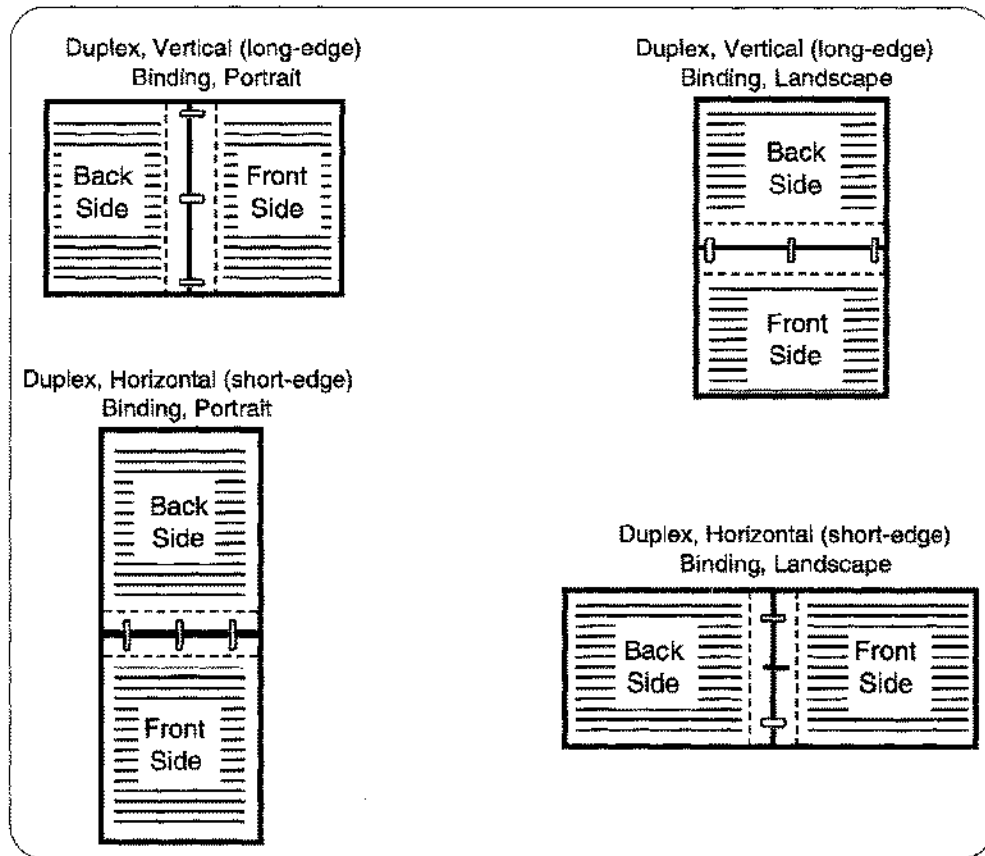 Duplex, Vertical (long-edge)
Binding, Portrait
Back
Side
Front
Side
Duplex, Vertical (long-edge)
Binding, Landscape
Back
Side
Front
Side
Duplex, Horizontal (short-edge)
Binding, Portrait
Back
Side
Front
Side
Duplex, Horizontal (short-edge)
Binding, Landscape
Back
Side
Front
Side